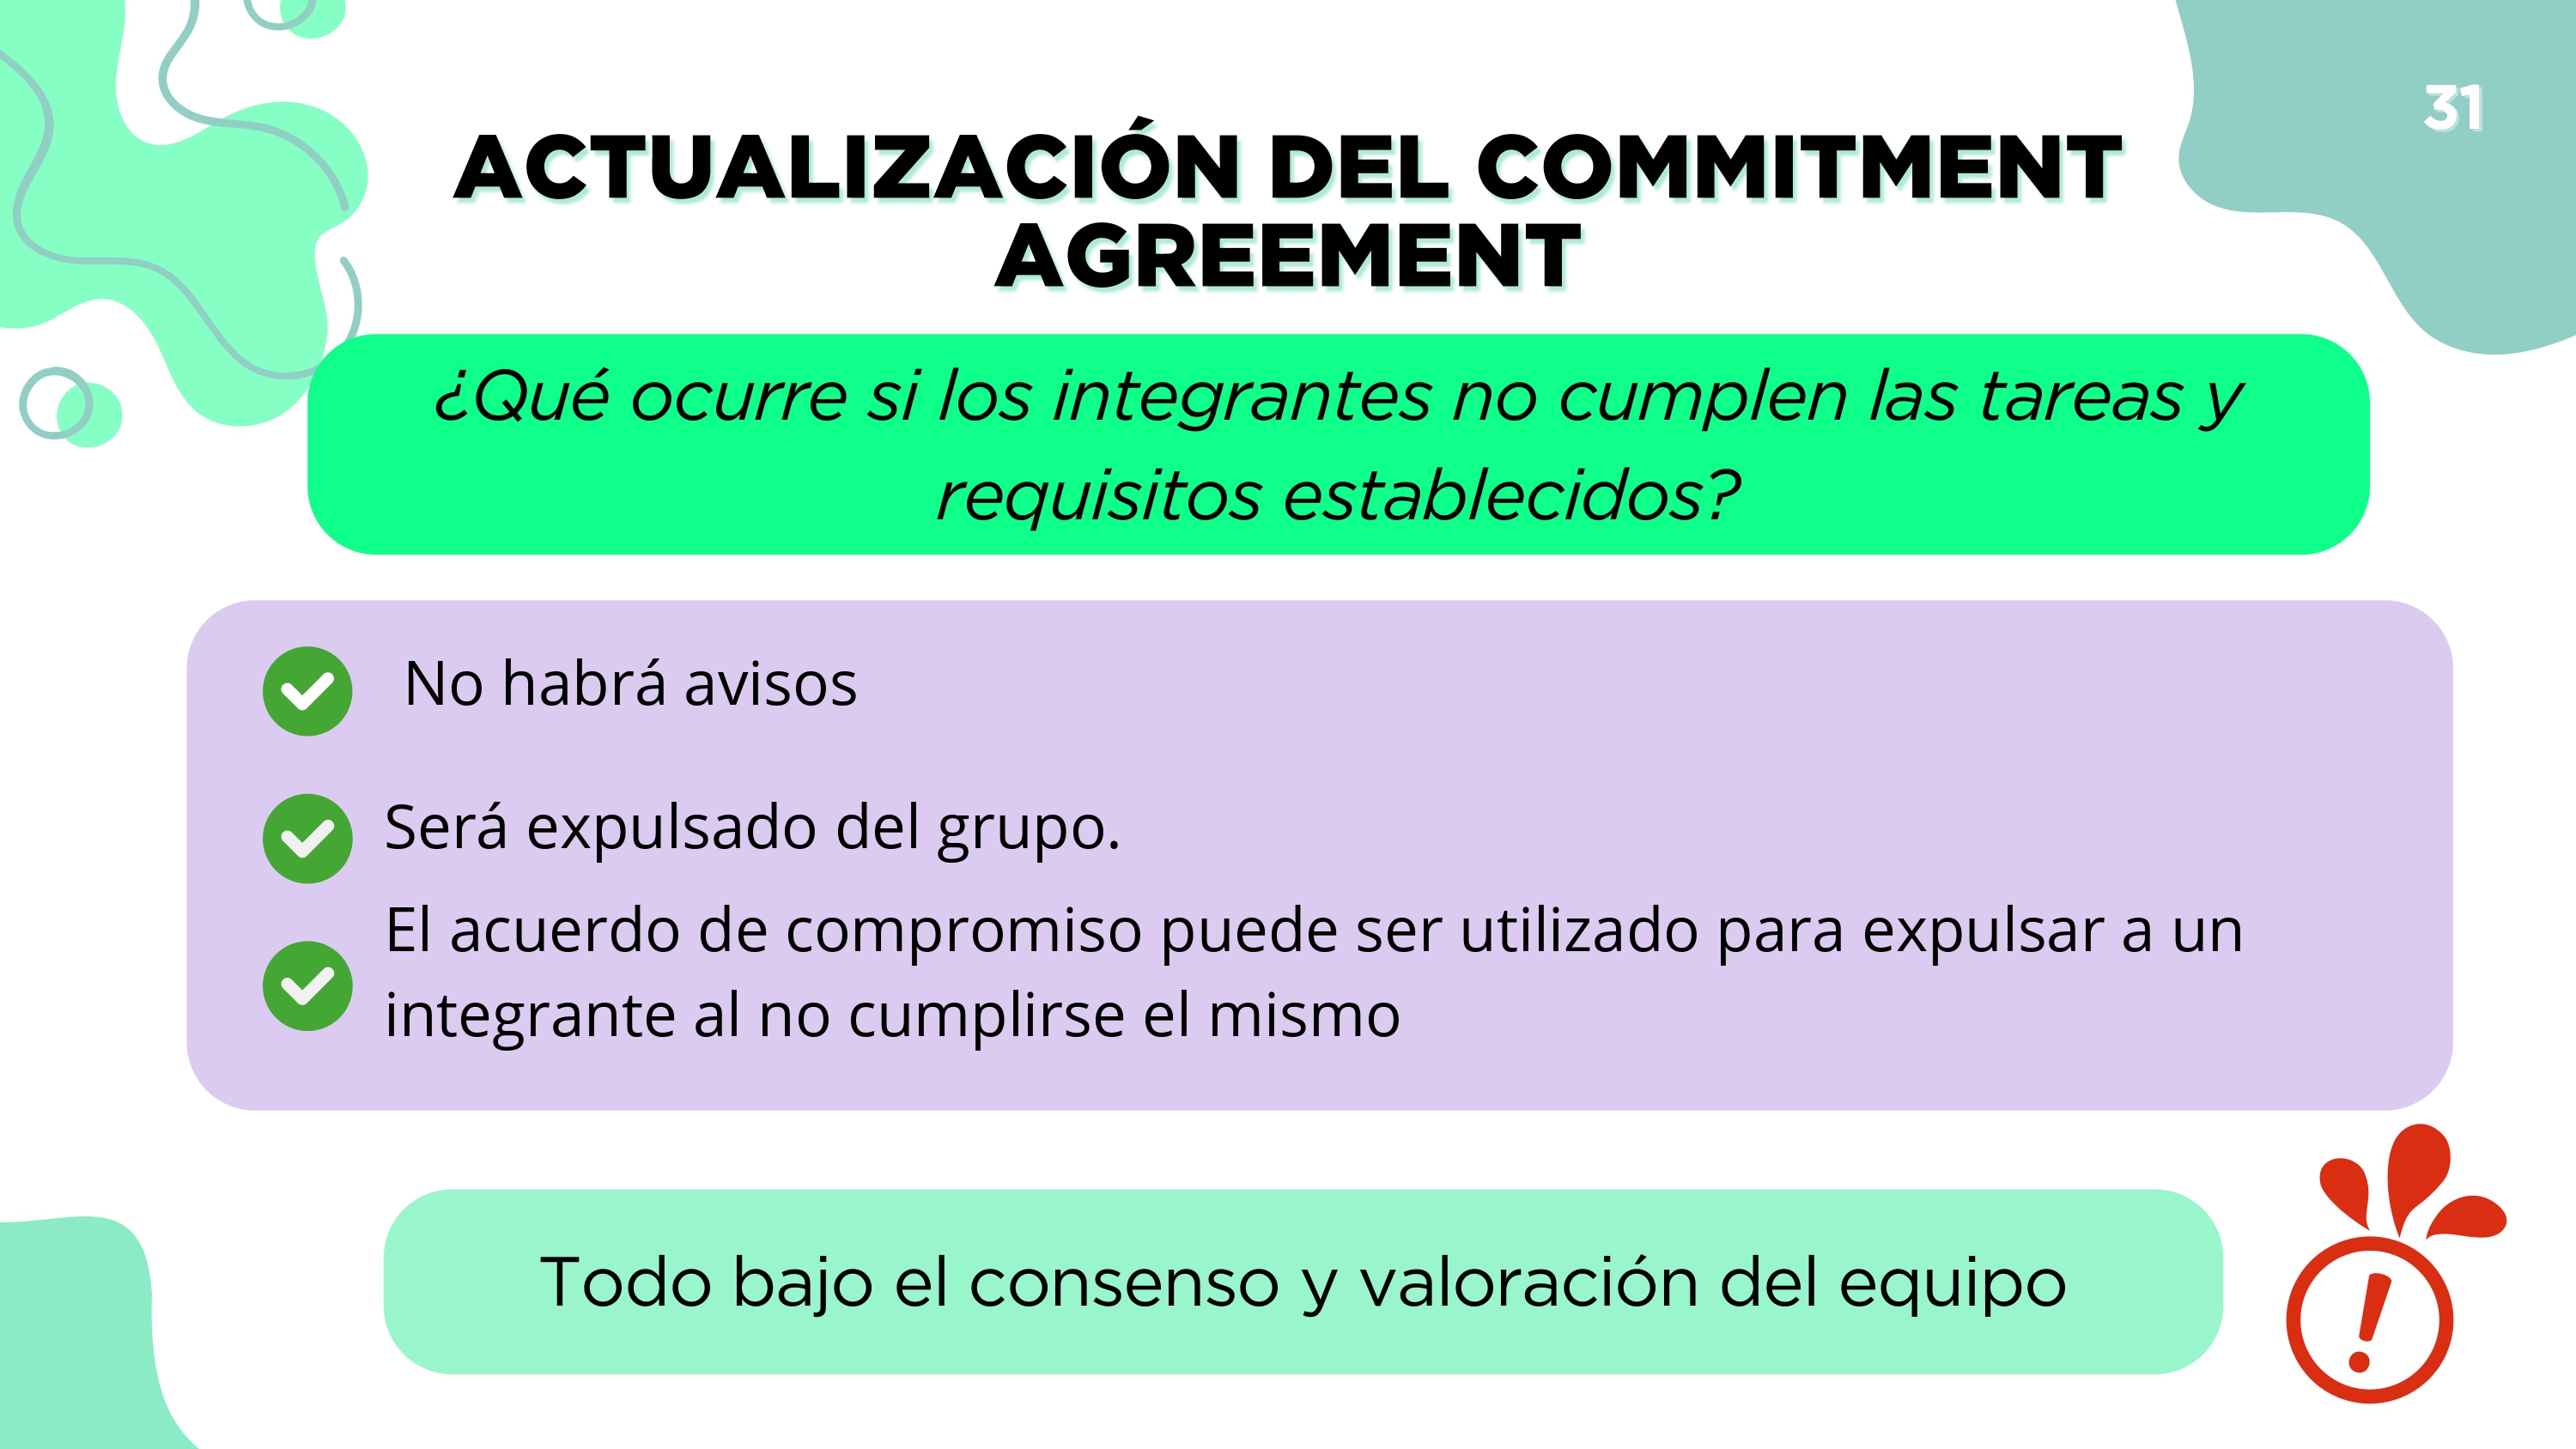 31
ACTUALIZACIÓN DEL COMMITMENT
AGREEMENT
¿Qué ocurre si los integrantes no cumplen las tareas y
requisitos establecidos?
No habrá avisos
Será expulsado del grupo.
El acuerdo de compromiso puede ser utilizado para expulsar a un
integrante al no cumplirse el mismo
Todo bajo el consenso y valoración del equipo
!